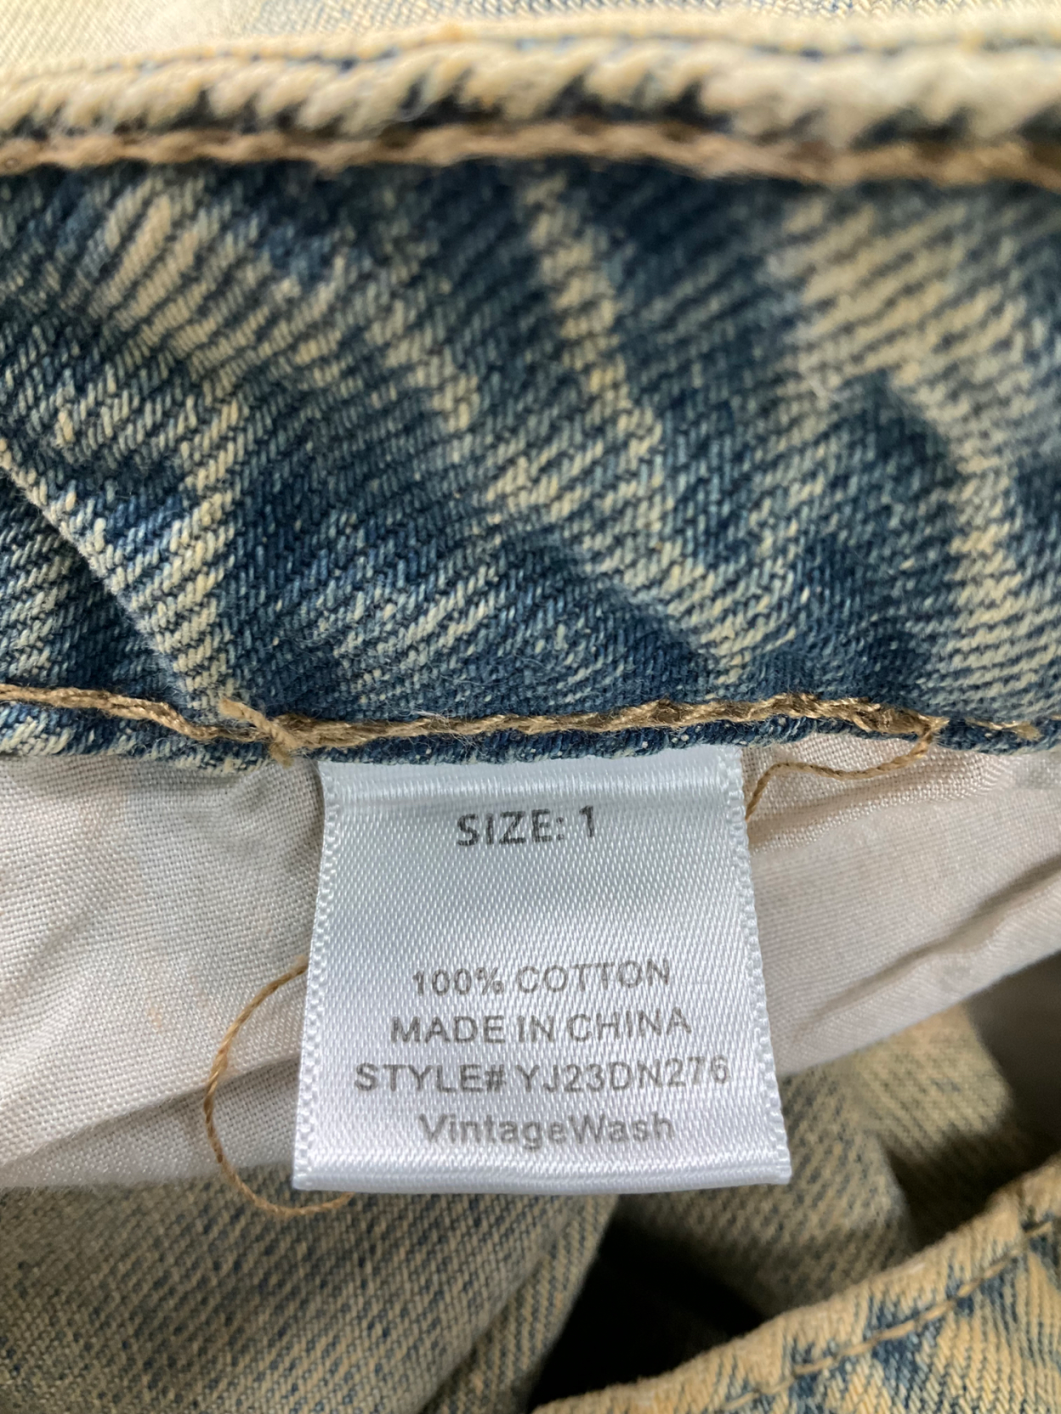 SIZE: 1
100% COTTON
MADE IN CHINA
STYLE# YJ23DN276
VintageWash